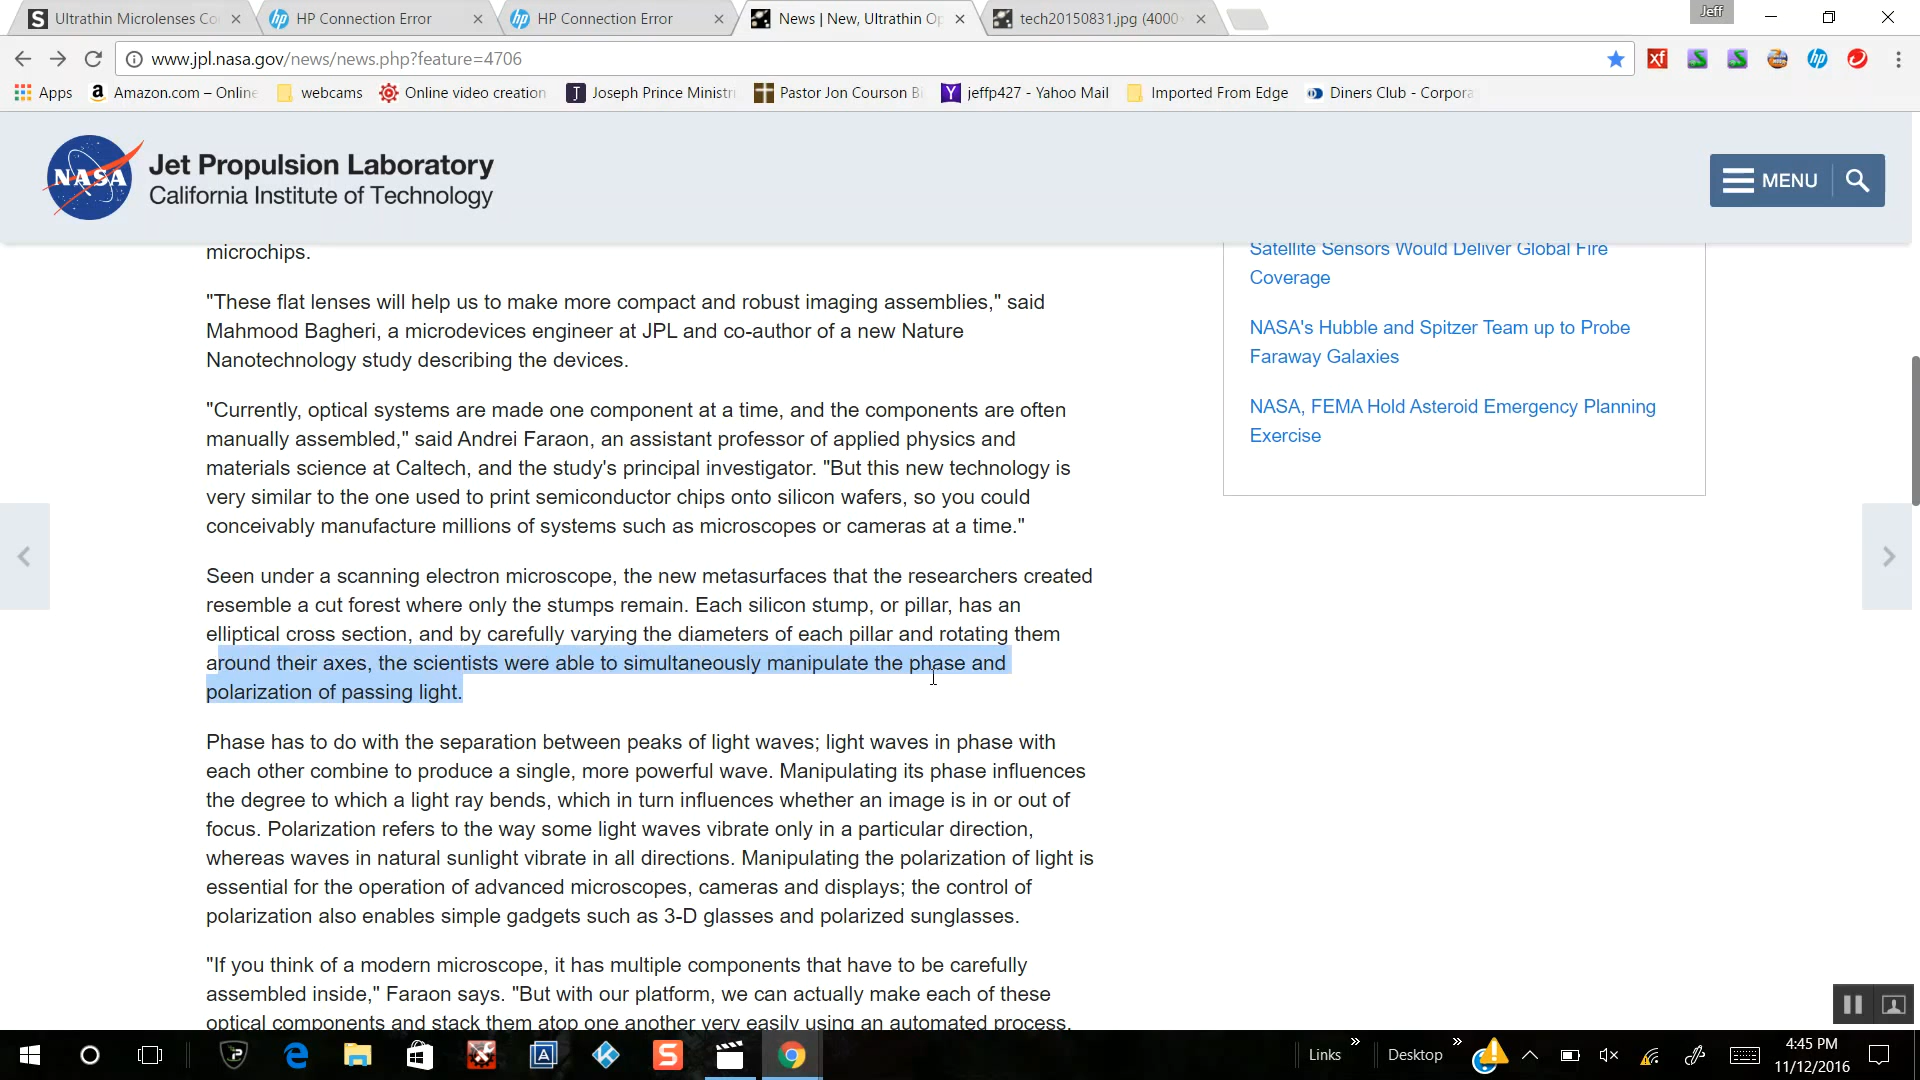 Ultrathin Microlenses Co
HP Connection Error
HP Connection Error
News | New, Ultrathin Op
tech20150831.jpg (4000
Jeff
www.jpl.nasa.gov/news/news.php?feature=4706
Apps
Amazon.com – Online
webcams
Online video creation
Joseph Prince Ministr
Pastor Jon Courson B
jeffp427 - Yahoo Mail
Imported From Edge
Diners Club - Corpora
NASA
Jet Propulsion Laboratory
California Institute of Technology
MENU
microchips.
"These flat lenses will help us to make more compact and robust imaging assemblies," said
Mahmood Bagheri, a microdevices engineer at JPL and co-author of a new Nature
Nanotechnology study describing the devices.
"Currently, optical systems are made one component at a time, and the components are often
manually assembled," said Andrei Faraon, an assistant professor of applied physics and
materials science at Caltech, and the study's principal investigator. "But this new technology is
very similar to the one used to print semiconductor chips onto silicon wafers, so you could
conceivably manufacture millions of systems such as microscopes or cameras at a time."
Seen under a scanning electron microscope, the new metasurfaces that the researchers created
resemble a cut forest where only the stumps remain. Each silicon stump, or pillar, has an
elliptical cross section, and by carefully varying the diameters of each pillar and rotating them
around their axes, the scientists were able to simultaneously manipulate the phase and
polarization of passing light.
Phase has to do with the separation between peaks of light waves; light waves in phase with
each other combine to produce a single, more powerful wave. Manipulating its phase influences
the degree to which a light ray bends, which in turn influences whether an image is in or out of
focus. Polarization refers to the way some light waves vibrate only in a particular direction,
whereas waves in natural sunlight vibrate in all directions. Manipulating the polarization of light is
essential for the operation of advanced microscopes, cameras and displays; the control of
polarization also enables simple gadgets such as 3-D glasses and polarized sunglasses.
"If you think of a modern microscope, it has multiple components that have to be carefully
assembled inside," Faraon says. "But with our platform, we can actually make each of these
optical components and stack them atop one another very easily using an automated process.
Satellite Sensors Would Deliver Global Fire
Coverage
NASA's Hubble and Spitzer Team up to Probe
Faraway Galaxies
NASA, FEMA Hold Asteroid Emergency Planning
Exercise
Links
Desktop
4:45 PM
11/12/2016